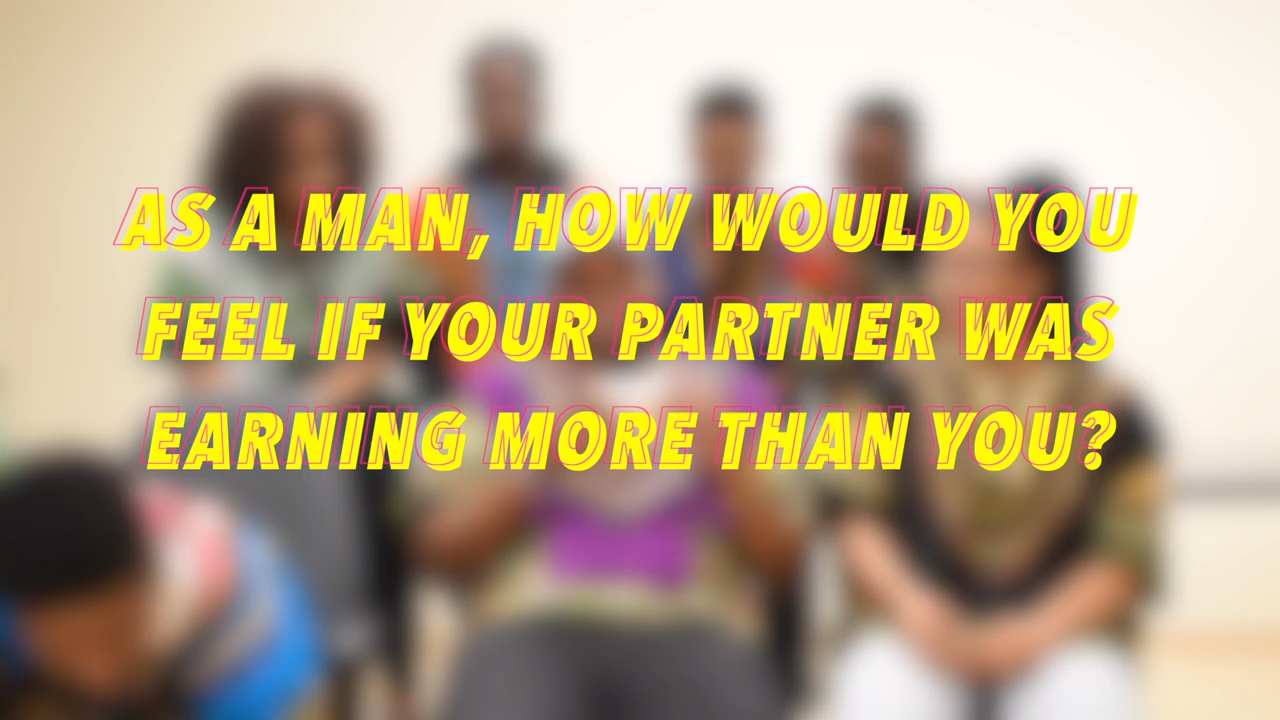 AS A MAN, HOW WOULD YOU
FEEL IF YOUR PARTNER WAS
EARNING MORE THAN YOU?